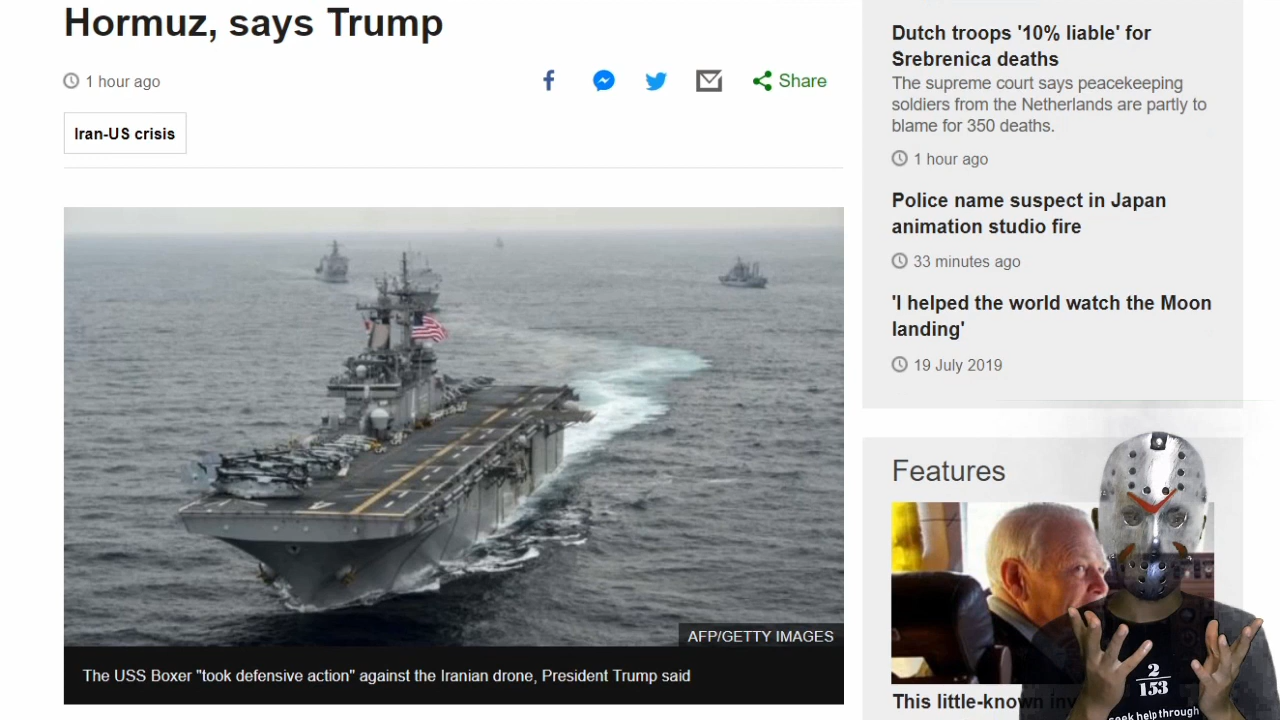 Hormuz, says Trump
1 hour ago
Share
Iran-US crisis
AFP/GETTY IMAGES
The USS Boxer "took defensive action" against the Iranian drone, President Trump said
Dutch troops '10% liable' for
Srebrenica deaths
The supreme court says peacekeeping
soldiers from the Netherlands are partly to
blame for 350 deaths.
1 hour ago
Police name suspect in Japan
animation studio fire
33 minutes ago
'I helped the world watch the Moon
landing'
19 July 2019
Features
This little-known
2
153
seek help through